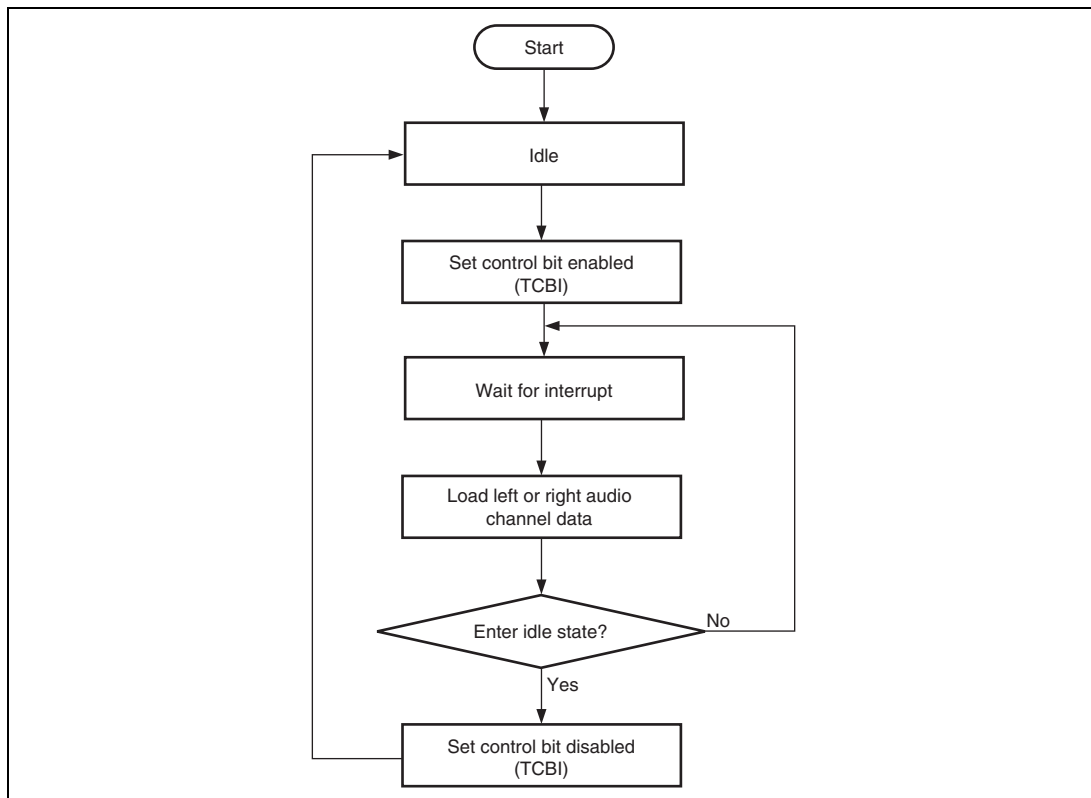 Start
Idle
Set control bit enabled
(TCBI)
Wait for interrupt
Load left or right audio
channel data
Enter idle state?
No
Yes
Set control bit disabled
(TCBI)